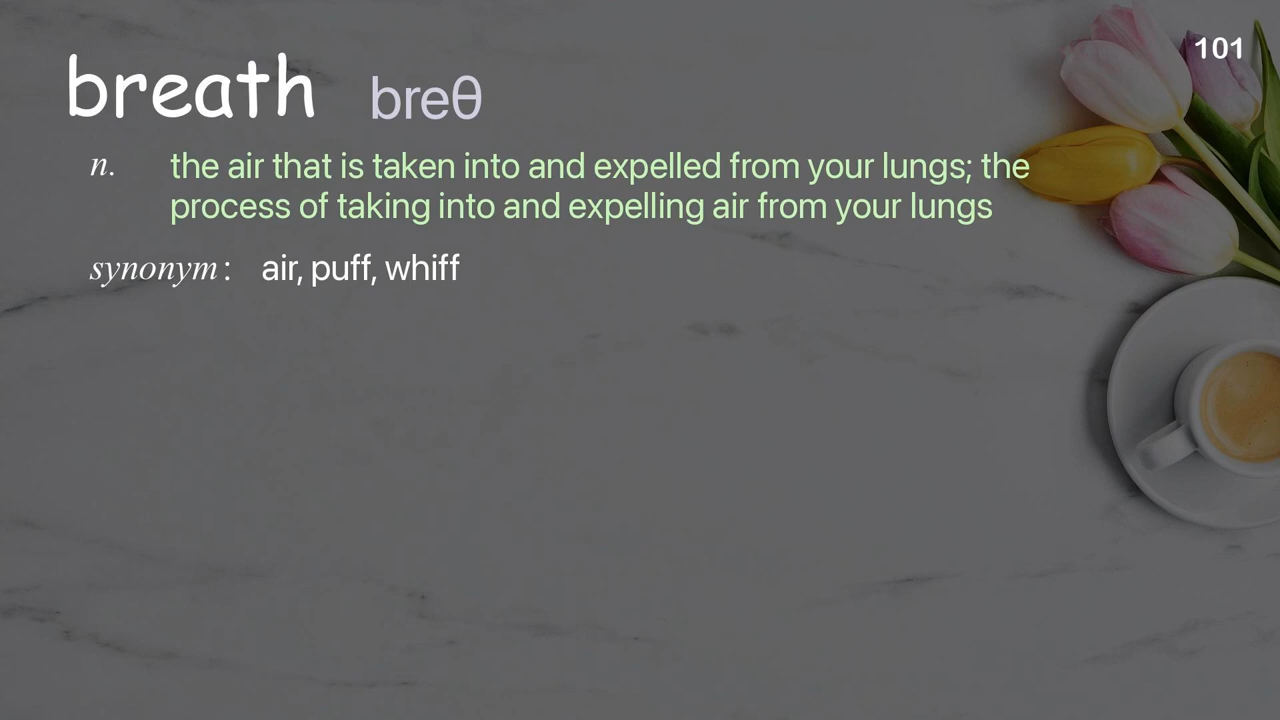 101
breath breθ
n. the air that is taken into and expelled from your lungs; the
process of taking into and expelling air from your lungs
synonym: air, puff, whiff